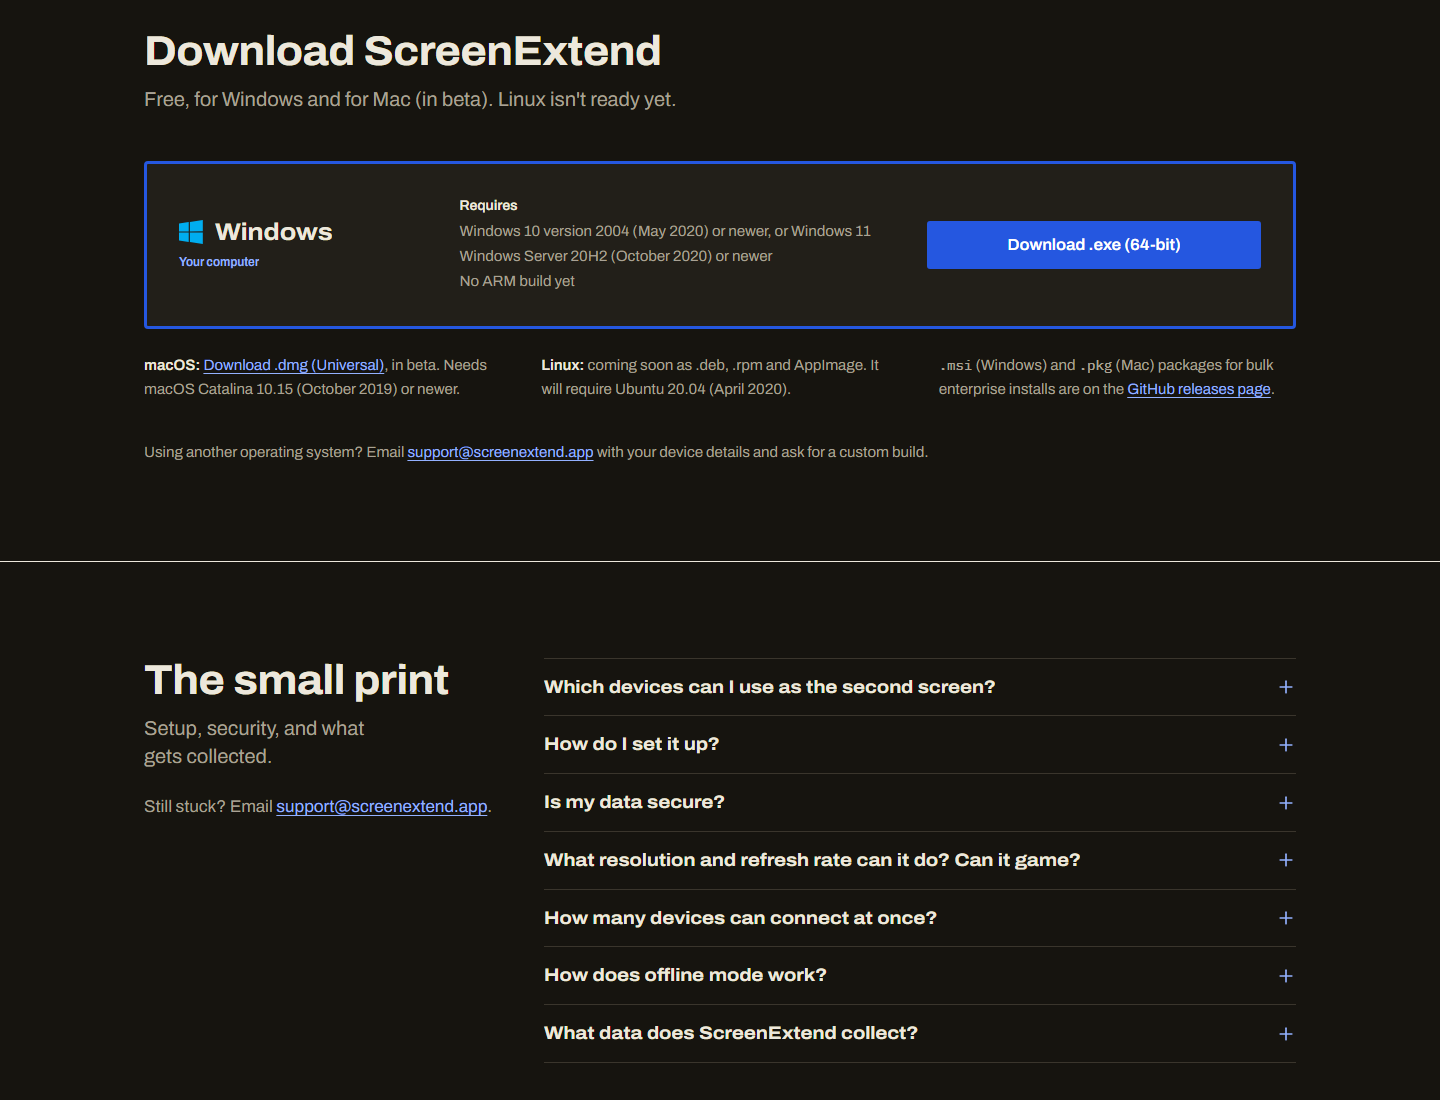 Download ScreenExtend
Free, for Windows and for Mac (in beta). Linux isn't ready yet.
Windows
Your computer
Requires
Windows 10 version 2004 (May 2020) or newer, or Windows 11
Windows Server 20H2 (October 2020) or newer
No ARM build yet
Download .exe (64-bit)
macOS: Download .dmg (Universal), in beta. Needs
macOS Catalina 10.15 (October 2019) or newer.
Linux: coming soon as .deb, .rpm and AppImage. It
will require Ubuntu 20.04 (April 2020).
.msi (Windows) and .pkg (Mac) packages for bulk
enterprise installs are on the GitHub releases page.
Using another operating system? Email support@screenextend.app with your device details and ask for a custom build.
The small print
Setup, security, and what
gets collected.
Still stuck? Email support@screenextend.app.
Which devices can I use as the second screen?
How do I set it up?
Is my data secure?
What resolution and refresh rate can it do? Can it game?
How many devices can connect at once?
How does offline mode work?
What data does ScreenExtend collect?